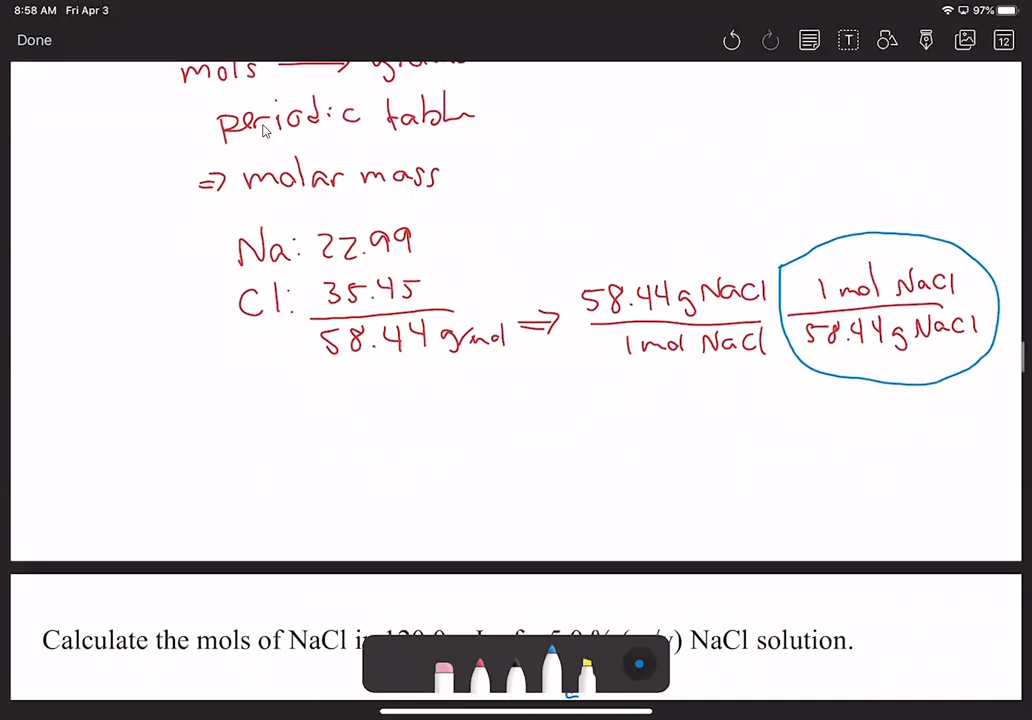 8:58 AM Fri Apr 3
97%
Done
T
12
mols →
periodic table
⇒ molar mass
Na: 22.99
Cl: 35.45
58.44 g/mol ⇒ 58.44 g NaCl / 1 mol NaCl
1 mol NaCl / 58.44 g NaCl
Calculate the mols of NaCl in NaCl solution.